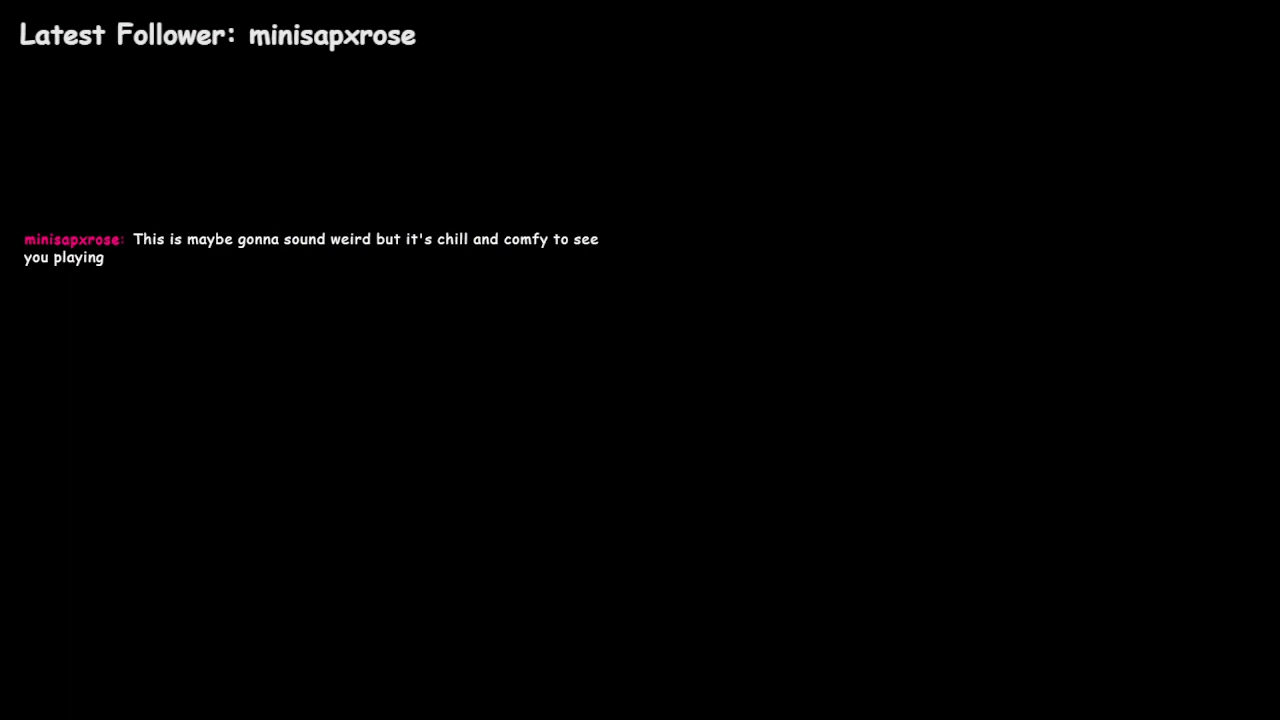 Latest Follower: minisapxrose
minisapxrose: This is maybe gonna sound weird but it's chill and comfy to see
you playing